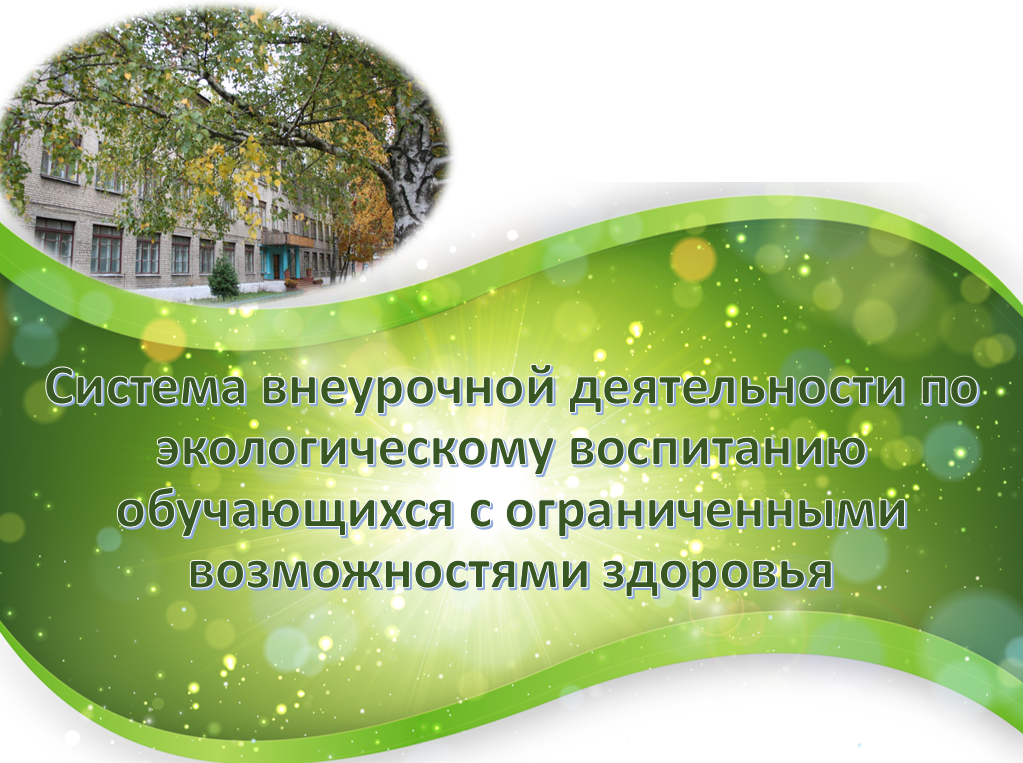 Система внеурочной деятельности по
экологическому воспитанию
обучающихся с ограниченными
возможностями здоровья